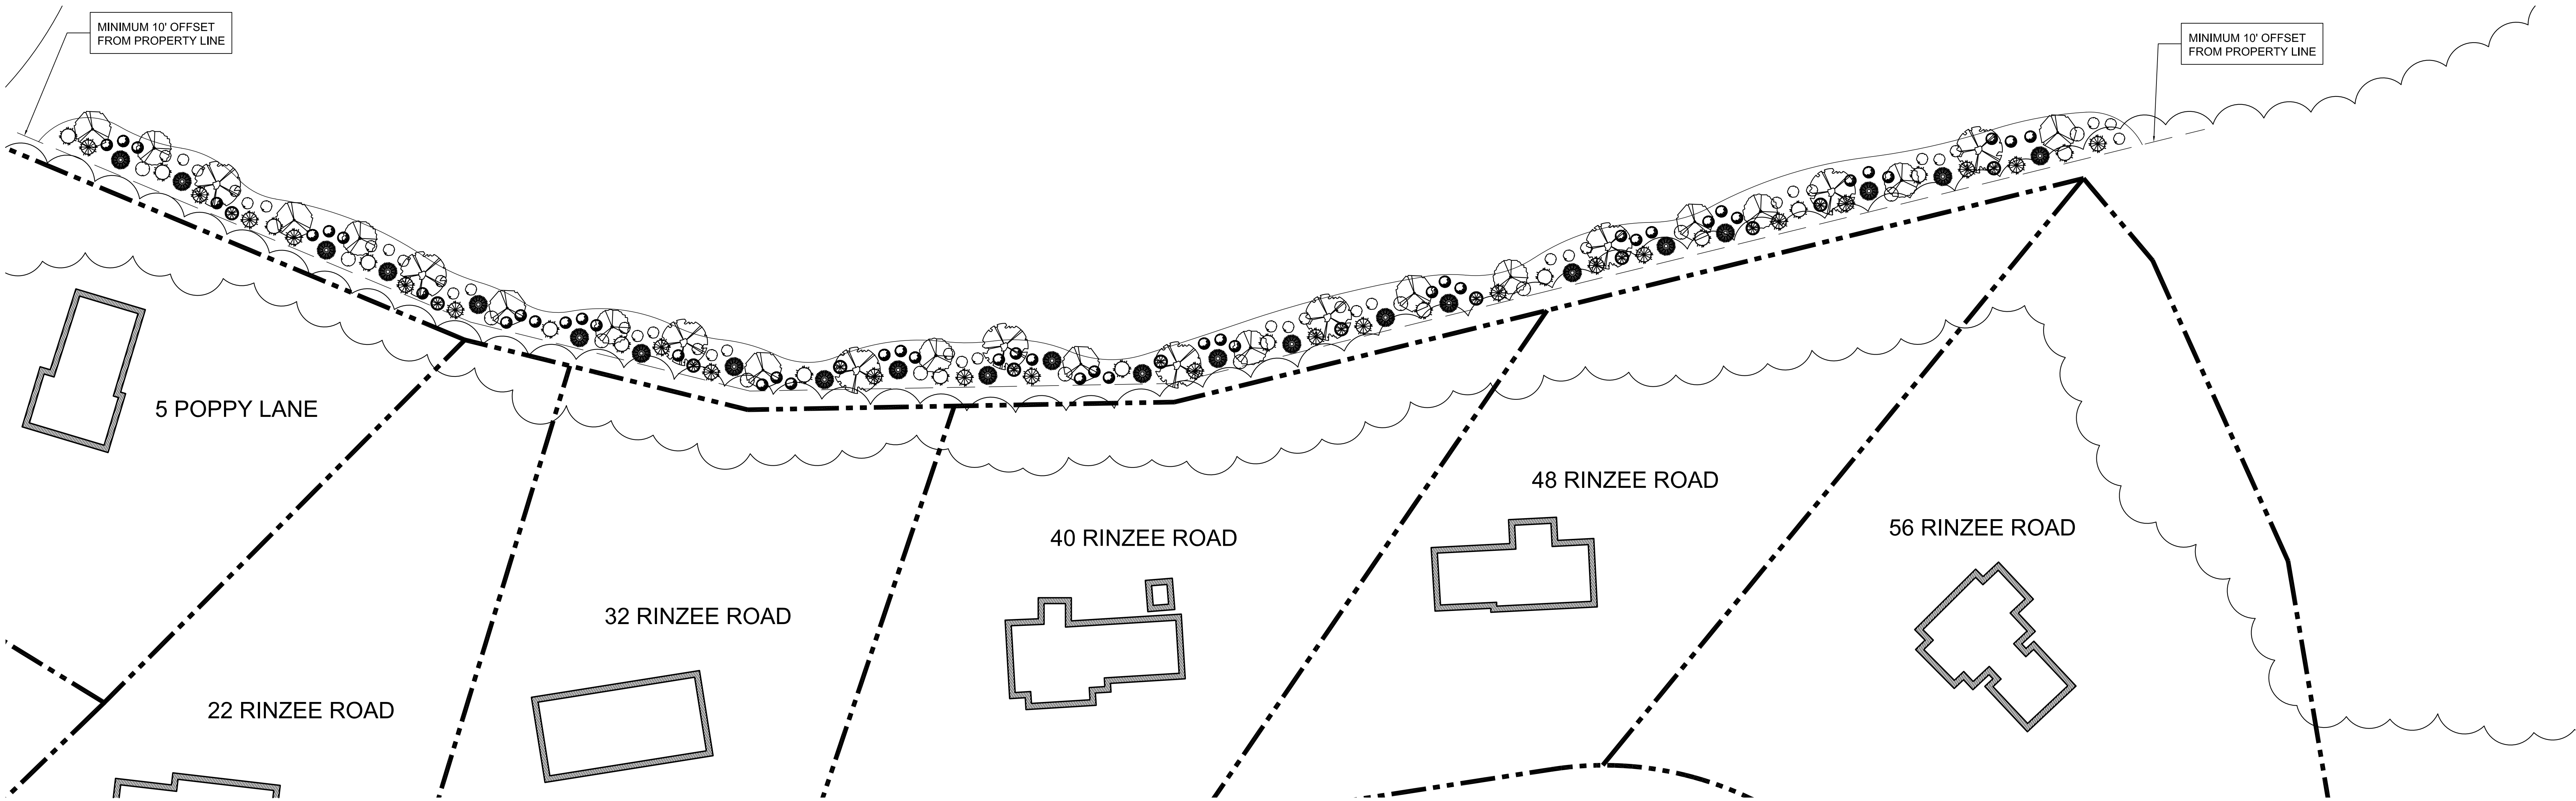 MINIMUM 10' OFFSET
FROM PROPERTY LINE
MINIMUM 10' OFFSET
FROM PROPERTY LINE
5 POPPY LANE
22 RINZEE ROAD
32 RINZEE ROAD
40 RINZEE ROAD
48 RINZEE ROAD
56 RINZEE ROAD